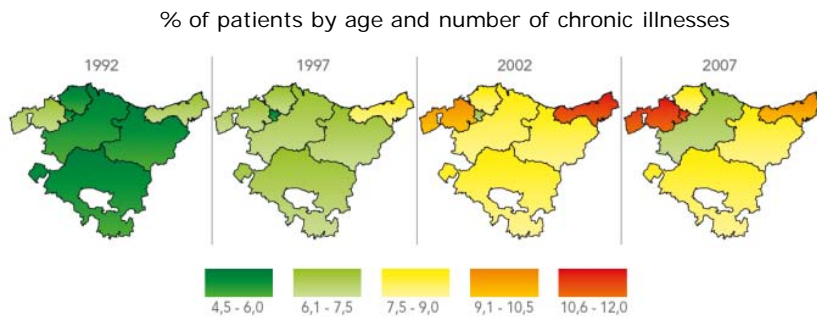 % of patients by age and number of chronic illnesses
1992 1997 2002 2007
4,5 - 6,0 6,1 - 7,5 7,5 - 9,0 9,1 - 10,5 10,6 - 12,0